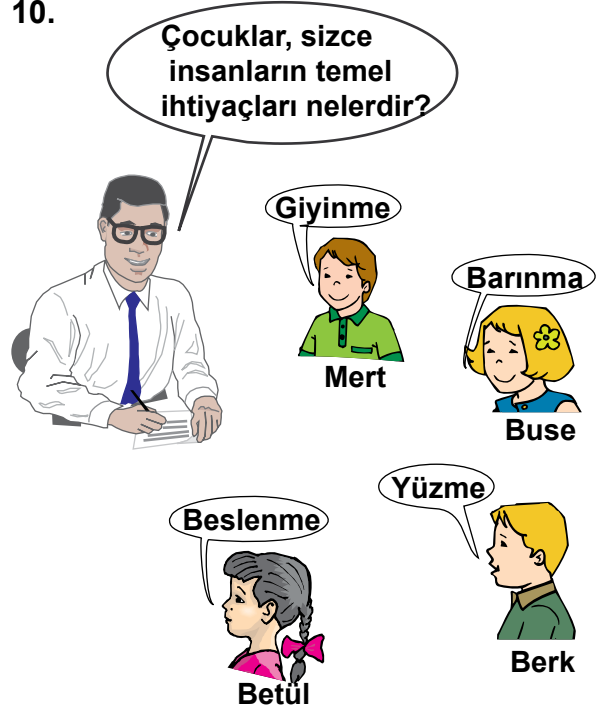 10.
Çocuklar, sizce
insanların temel
ihtiyaçları nelerdir?
Giyinme
Mert
Barınma
Buse
Beslenme
Betül
Yüzme
Berk